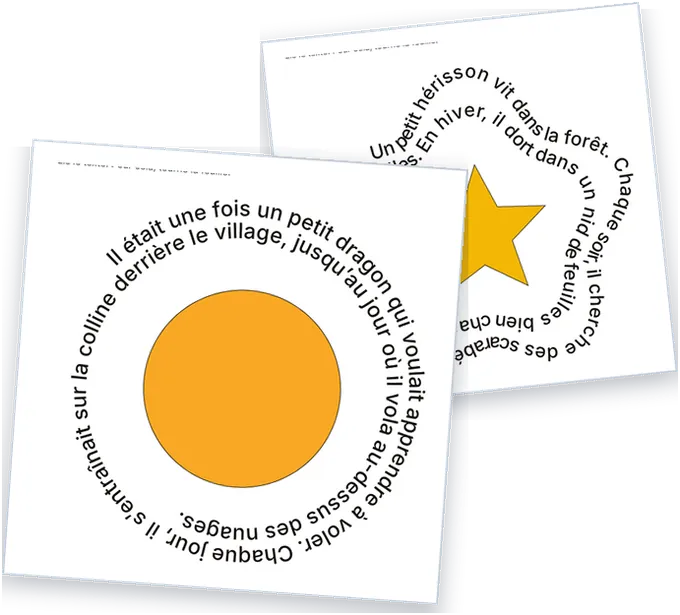 Il était une fois un petit dragon qui voulait apprendre à voler. Chaque jour, il s'entraînait sur la colline derrière le village, jusqu'au jour où il vola au-dessus des nuages.
Un petit hérisson vit dans la forêt. Chaque soir, il cherche des
En hiver, il dort dans un nid de feuilles bien